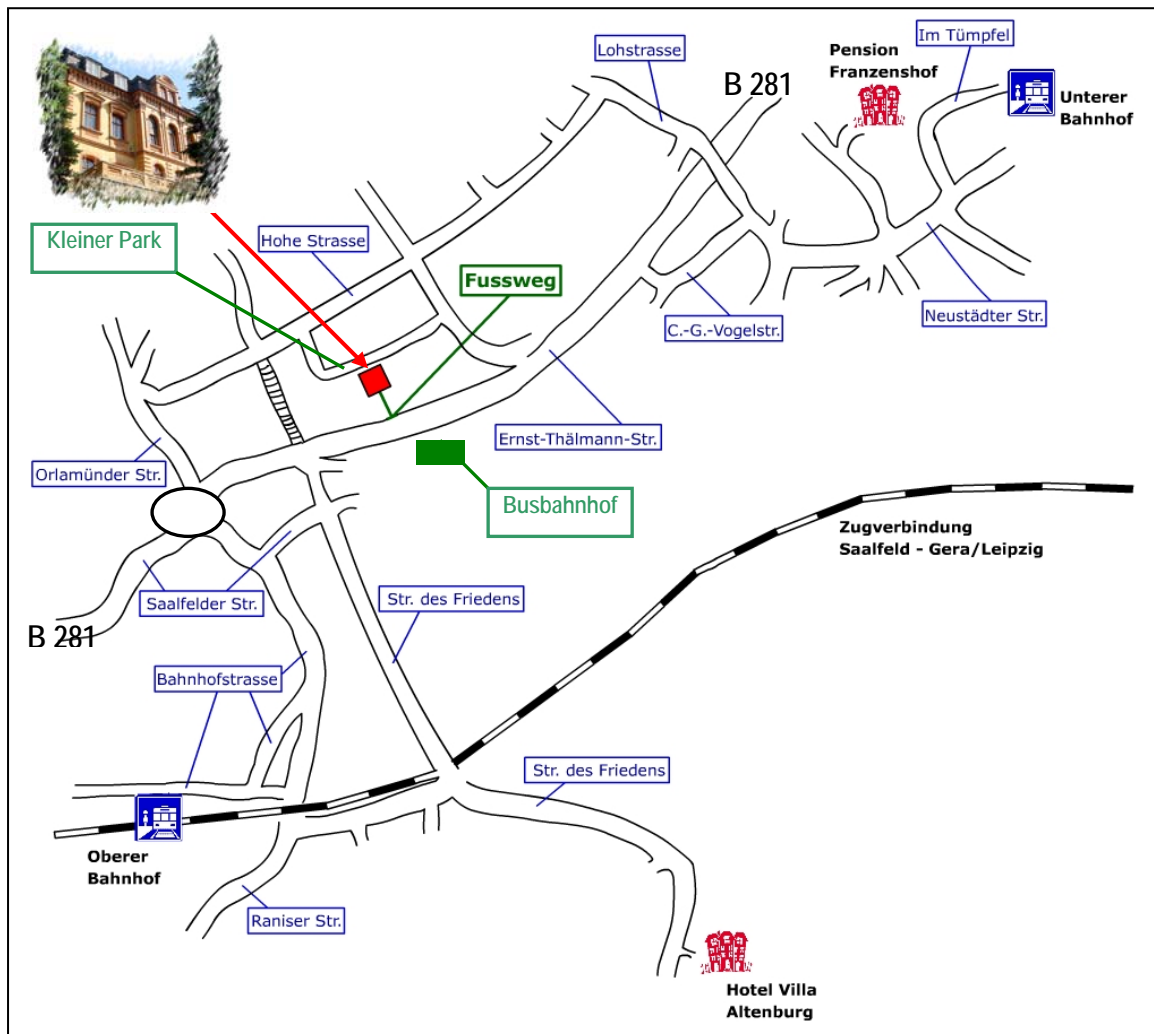 Im Tümpfel
Lohstrasse
Pension
Franzenshof
B 281
Unterer
Bahnhof
Kleiner Park
Hohe Strasse
Fussweg
C.-G.-Vogelstr.
Neustädter Str.
Ernst-Thälmann-Str.
Orlamünder Str.
Busbahnhof
Zugverbindung
Saalfeld - Gera/Leipzig
Saalfelder Str.
Str. des Friedens
B 281
Bahnhofstrasse
Str. des Friedens
Oberer
Bahnhof
Raniser Str.
Hotel Villa
Altenburg